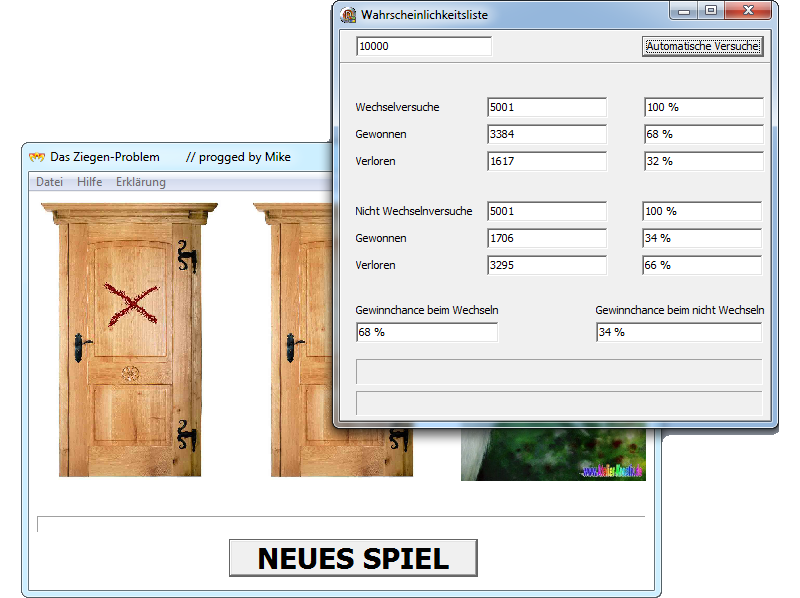 Wahrscheinlichkeitsliste
10000 Automatische Versuche
Wechselversuche 5001 100 %
Gewonnen 3384 68 %
Verloren 1617 32 %
Nicht Wechselnversuche 5001 100 %
Gewonnen 1706 34 %
Verloren 3295 66 %
Gewinnchance beim Wechseln Gewinnchance beim nicht Wechseln
68 % 34 %
Das Ziegen-Problem // progged by Mike
Datei Hilfe Erklärung
NEUES SPIEL